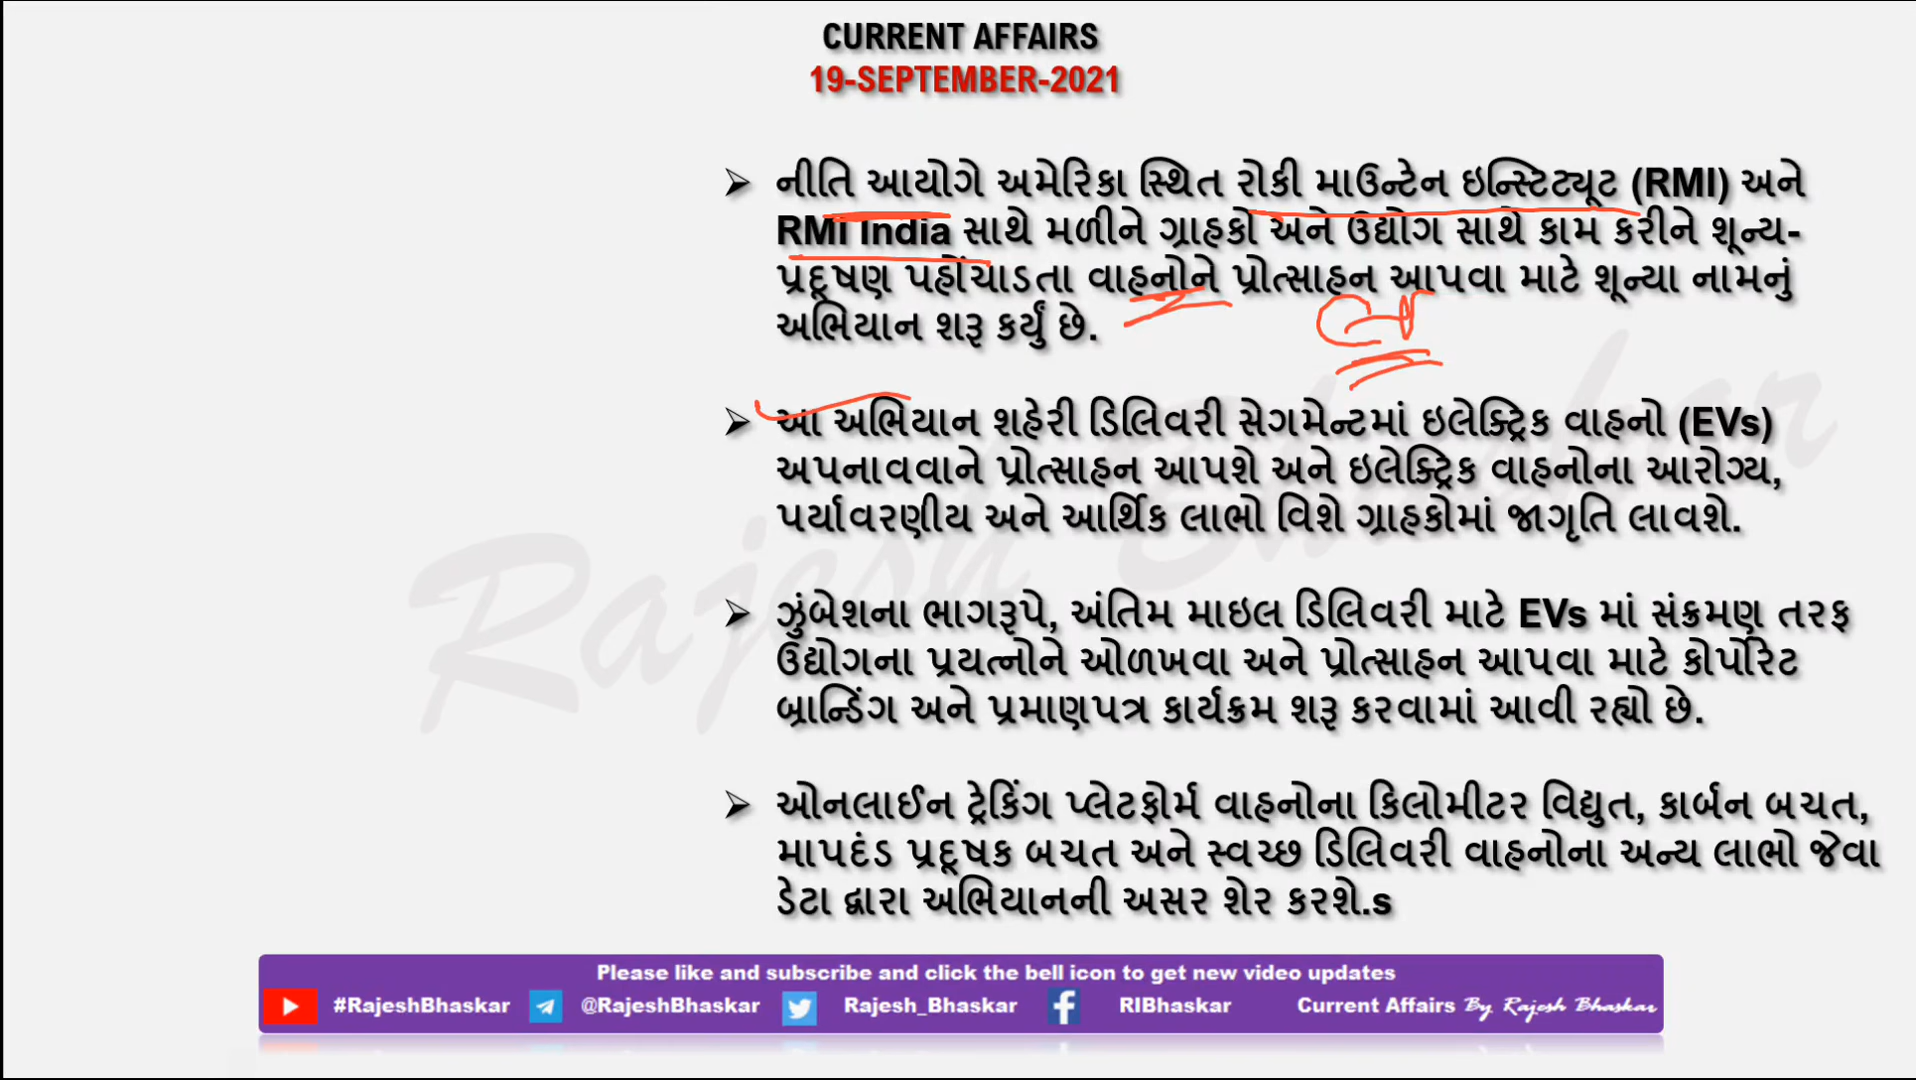 CURRENT AFFAIRS
19-SEPTEMBER-2021
નીતિ આયોગે અમેરિકા સ્થિત રોકી માઉન્ટેન ઇન્સ્ટિટ્યૂટ (RMI) અને
RMI India સાથે મળીને ગ્રાહકો અને ઉદ્યોગ સાથે કામ કરીને શૂન્ય-
પ્રદૂષણ પહોંચાડતા વાહનોને પ્રોત્સાહન આપવા માટે શૂન્યા નામનું
અભિયાન શરૂ કર્યું છે.
આ અભિયાન શહેરી ડિલિવરી સેગમેન્ટમાં ઇલેક્ટ્રિક વાહનો (EVs)
અપનાવવાને પ્રોત્સાહન આપશે અને ઇલેક્ટ્રિક વાહનોના આરોગ્ય,
પર્યાવરણીય અને આર્થિક લાભો વિશે ગ્રાહકોમાં જાગૃતિ લાવશે.
ઝુંબેશના ભાગરૂપે, અંતિમ માઇલ ડિલિવરી માટે EVs માં સંક્રમણ તરફ
ઉદ્યોગના પ્રયત્નોને ઓળખવા અને પ્રોત્સાહન આપવા માટે કોર્પોરેટ
બ્રાન્ડિંગ અને પ્રમાણપત્ર કાર્યક્રમ શરૂ કરવામાં આવી રહ્યો છે.
ઓનલાઈન ટ્રેકિંગ પ્લેટફોર્મ વાહનોના કિલોમીટર વિદ્યુત, કાર્બન બચત,
માપદંડ પ્રદૂષક બચત અને સ્વચ્છ ડિલિવરી વાહનોના અન્ય લાભો જેવા
ડેટા દ્વારા અભિયાનની અસર શેર કરશે.s
Rajesh Bhaskar
Please like and subscribe and click the bell icon to get new video updates
#RajeshBhaskar @RajeshBhaskar Rajesh_Bhaskar RIBhaskar Current Affairs By Rajesh Bhaskar